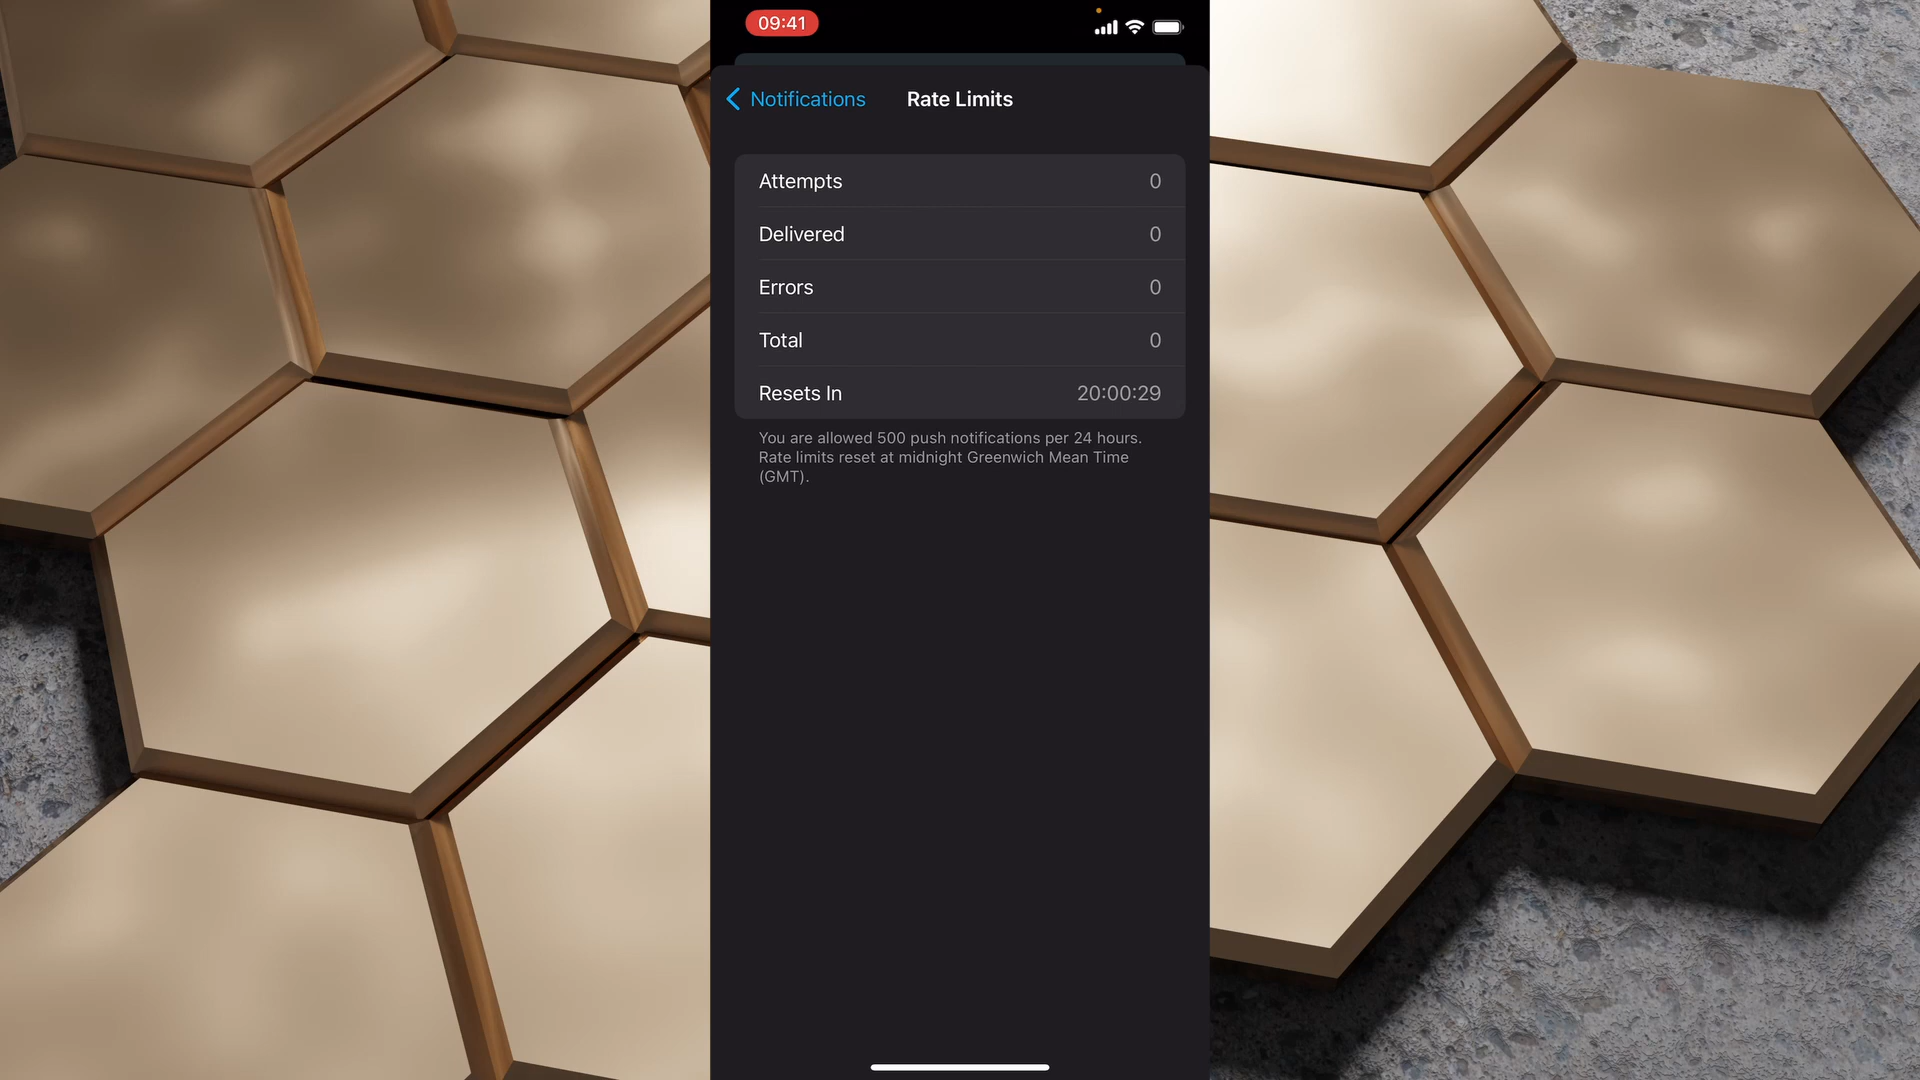 09:41
Notifications
Rate Limits
Attempts 0
Delivered 0
Errors 0
Total 0
Resets In 20:00:29
You are allowed 500 push notifications per 24 hours.
Rate limits reset at midnight Greenwich Mean Time
(GMT).